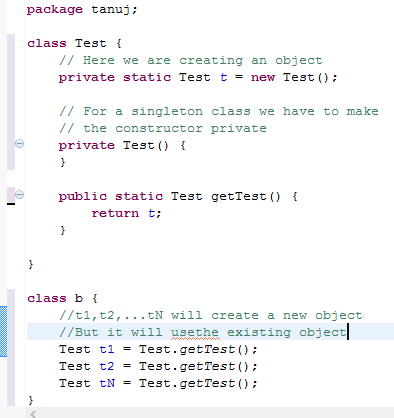 package tanuj;
class Test {
// Here we are creating an object
private static Test t = new Test();
// For a singleton class we have to make
// the constructor private
private Test() {
}
public static Test getTest() {
return t;
}
}
class b {
//t1,t2,...tN will create a new object
//But it will usethe existing object
Test t1 = Test.getTest();
Test t2 = Test.getTest();
Test tN = Test.getTest();
}